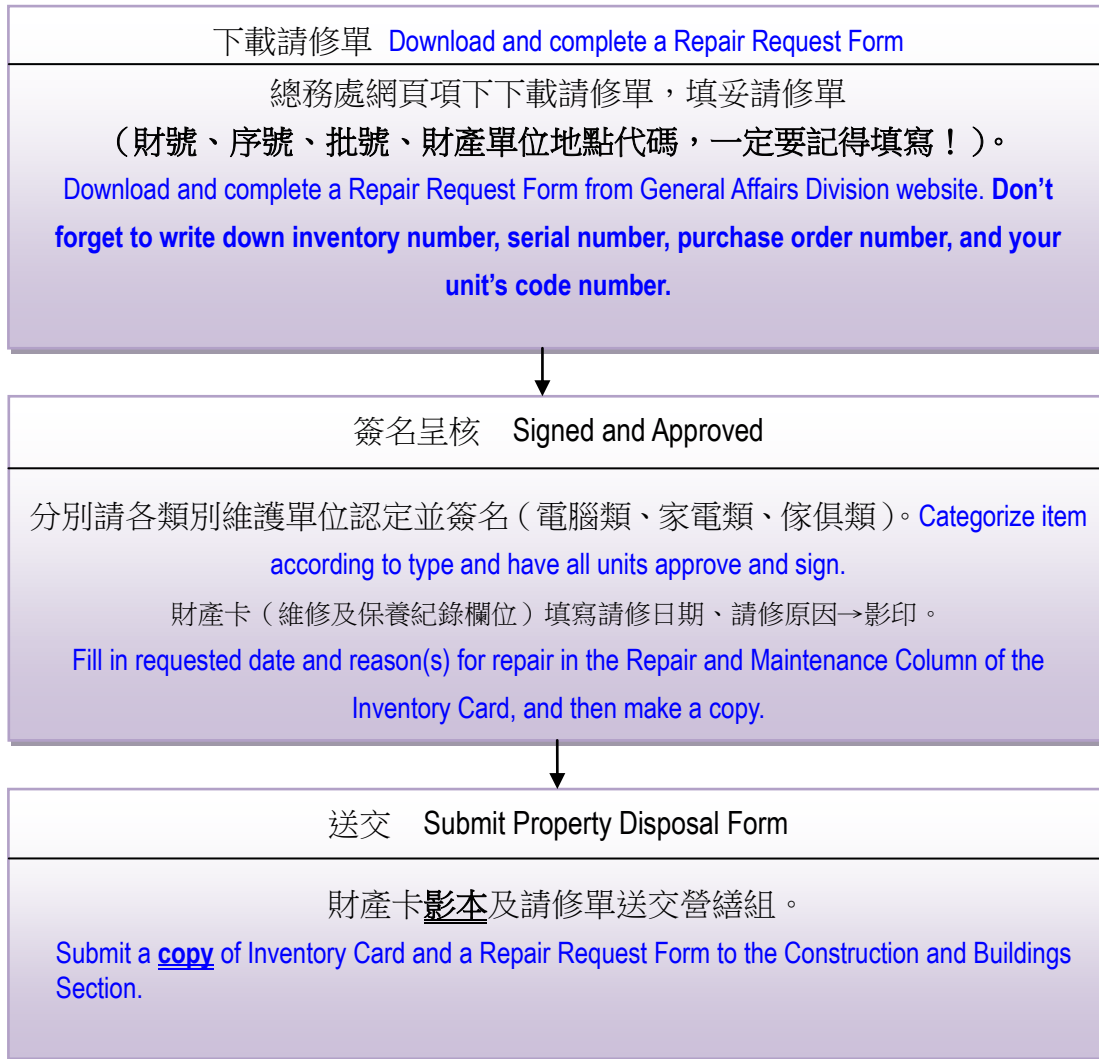 下載請修單 Download and complete a Repair Request Form
總務處網頁項下下載請修單，填妥請修單
（財號、序號、批號、財產單位地點代碼，一定要記得填寫！）。
Download and complete a Repair Request Form from General Affairs Division website. Don’t
forget to write down inventory number, serial number, purchase order number, and your
unit’s code number.
簽名呈核 Signed and Approved
分別請各類別維護單位認定並簽名（電腦類、家電類、傢俱類）。Categorize item
according to type and have all units approve and sign.
財產卡（維修及保養紀錄欄位）填寫請修日期、請修原因→影印。
Fill in requested date and reason(s) for repair in the Repair and Maintenance Column of the
Inventory Card, and then make a copy.
送交 Submit Property Disposal Form
財產卡影本及請修單送交營繕組。
Submit a copy of Inventory Card and a Repair Request Form to the Construction and Buildings
Section.